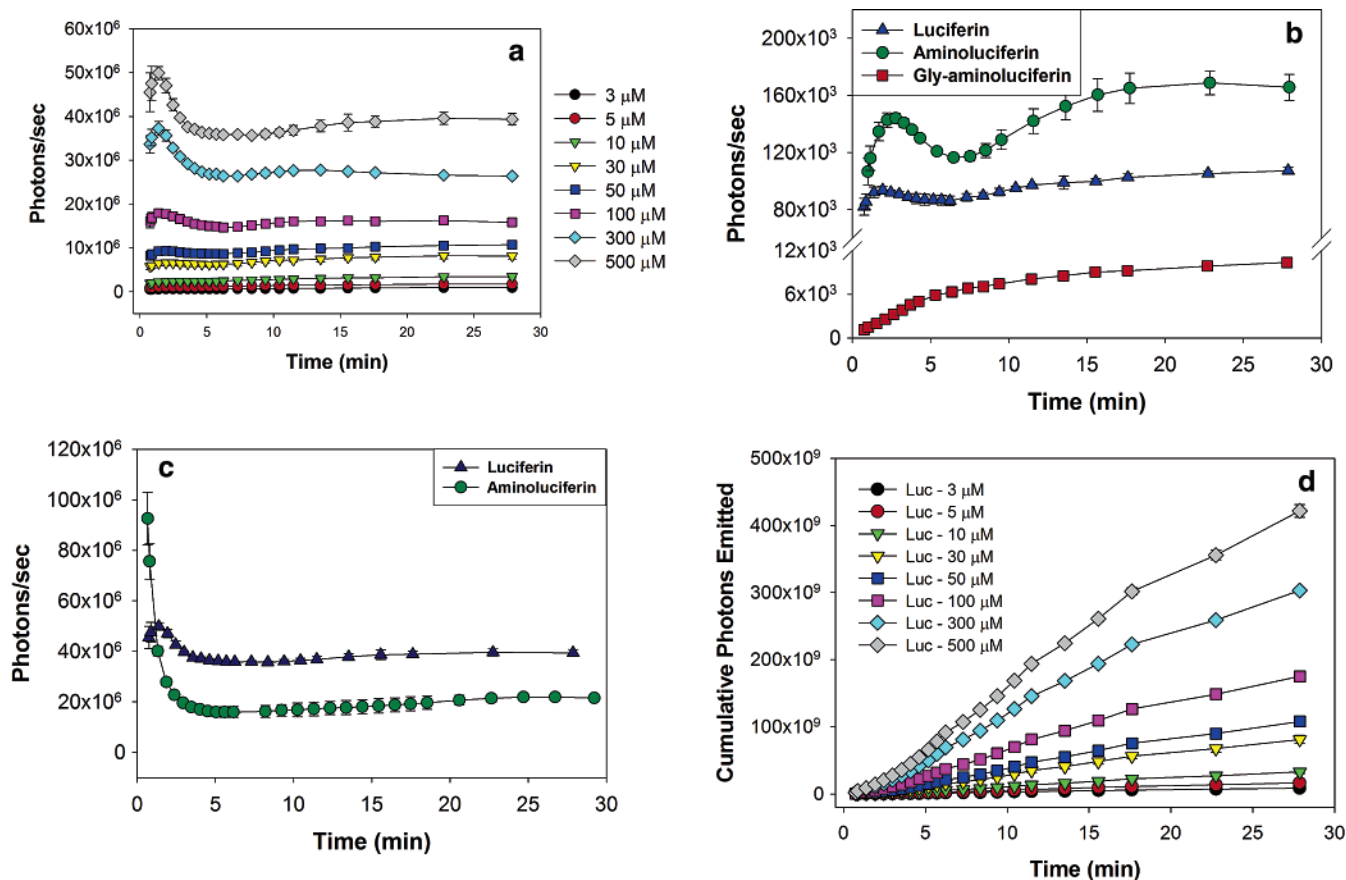 a
60x10⁶
50x10⁶
40x10⁶
30x10⁶
20x10⁶
10x10⁶
0
Photons/sec
0 5 10 15 20 25 30
Time (min)
3 μM
5 μM
10 μM
30 μM
50 μM
100 μM
300 μM
500 μM
b
Luciferin
Aminoluciferin
Gly-aminoluciferin
200x10³
160x10³
120x10³
80x10³
12x10³
6x10³
0
Photons/sec
0 5 10 15 20 25 30
Time (min)
c
Luciferin
Aminoluciferin
120x10⁶
100x10⁶
80x10⁶
60x10⁶
40x10⁶
20x10⁶
0
Photons/sec
0 5 10 15 20 25 30
Time (min)
d
500x10⁹
400x10⁹
300x10⁹
200x10⁹
100x10⁹
0
Cumulative Photons Emitted
Luc - 3 μM
Luc - 5 μM
Luc - 10 μM
Luc - 30 μM
Luc - 50 μM
Luc - 100 μM
Luc - 300 μM
Luc - 500 μM
0 5 10 15 20 25 30
Time (min)